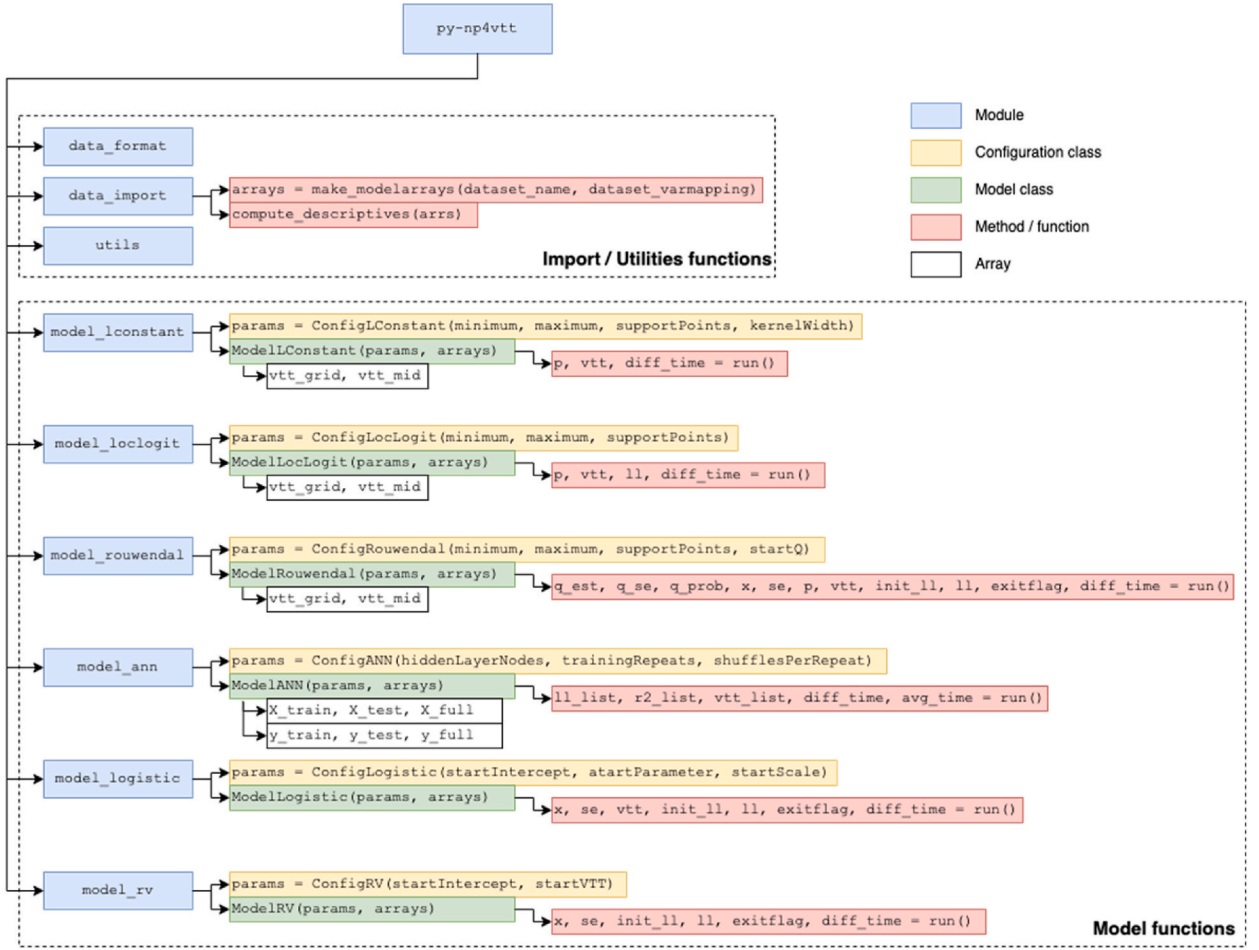 py-np4vtt
data_format
data_import
arrays = make_modelarrays(dataset_name, dataset_varmapping)
compute_descriptives(arrs)
utils
Import / Utilities functions
Module
Configuration class
Model class
Method / function
Array
model_lconstant
params = ConfigLConstant(minimum, maximum, supportPoints, kernelWidth)
ModelLConstant(params, arrays)
p, vtt, diff_time = run()
vtt_grid, vtt_mid
model_loclogit
params = ConfigLocLogit(minimum, maximum, supportPoints)
ModelLocLogit(params, arrays)
p, vtt, ll, diff_time = run()
vtt_grid, vtt_mid
model_rouwendal
params = ConfigRouwendal(minimum, maximum, supportPoints, startQ)
ModelRouwendal(params, arrays)
q_est, q_se, q_prob, x, se, p, vtt, init_ll, ll, exitflag, diff_time = run()
vtt_grid, vtt_mid
model_ann
params = ConfigANN(hiddenLayerNodes, trainingRepeats, shufflesPerRepeat)
ModelANN(params, arrays)
ll_list, r2_list, vtt_list, diff_time, avg_time = run()
X_train, X_test, X_full
y_train, y_test, y_full
model_logistic
params = ConfigLogistic(startIntercept, atartParameter, startScale)
ModelLogistic(params, arrays)
x, se, vtt, init_ll, ll, exitflag, diff_time = run()
model_rv
params = ConfigRV(startIntercept, startVTT)
ModelRV(params, arrays)
x, se, init_ll, ll, exitflag, diff_time = run()
Model functions